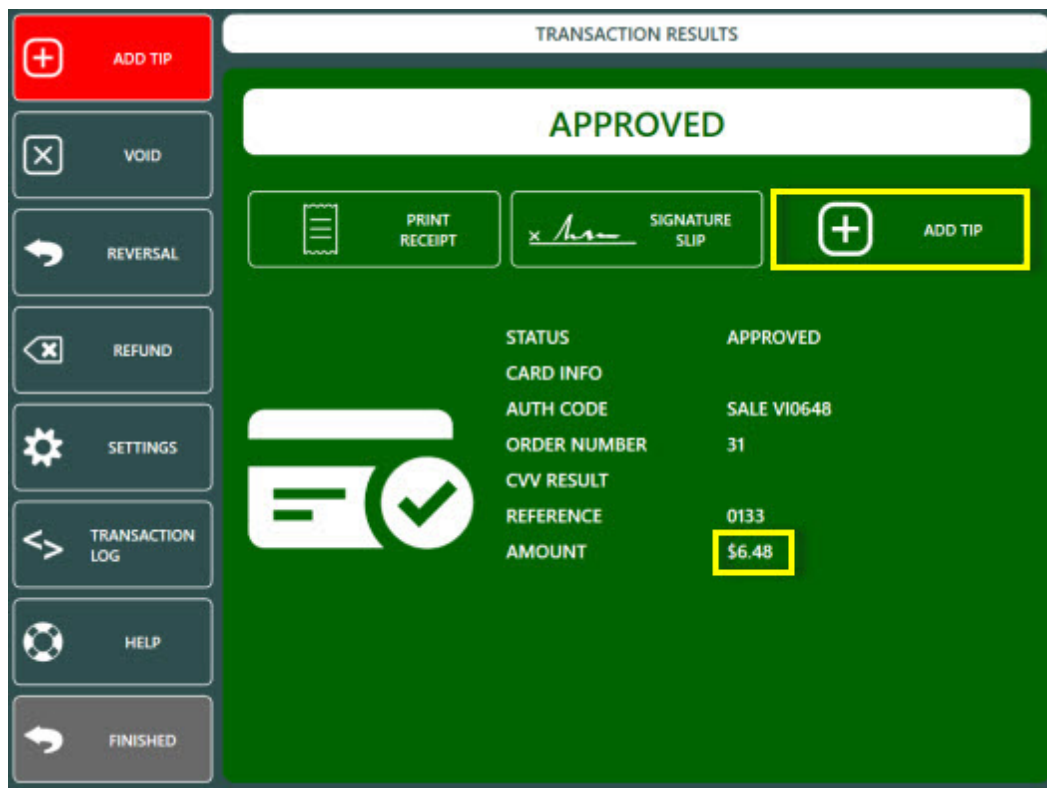 ADD TIP
VOID
REVERSAL
REFUND
SETTINGS
TRANSACTION
LOG
HELP
FINISHED
TRANSACTION RESULTS
APPROVED
PRINT
RECEIPT
x
SIGNATURE
SLIP
ADD TIP
STATUS APPROVED
CARD INFO
AUTH CODE SALE VI0648
ORDER NUMBER 31
CVV RESULT
REFERENCE 0133
AMOUNT $6.48